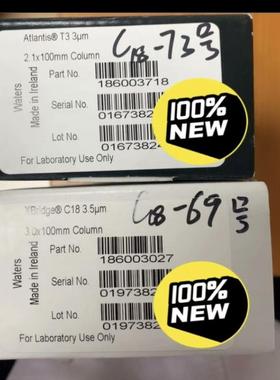 Atlantis® T3 3µm
2.1x100mm Column
Part No.
186003718
Serial No.
01673824
Lot No.
01673824
For Laboratory Use Only
Waters
Made in Ireland
C18-73
100%
NEW
XBridge® C18 3.5µm
3.0x100mm Column
Part No.
186003027
Serial No.
0197382
Lot No.
0197382
For Laboratory Use Only
Waters
Made in Ireland
C18-69
100%
NEW